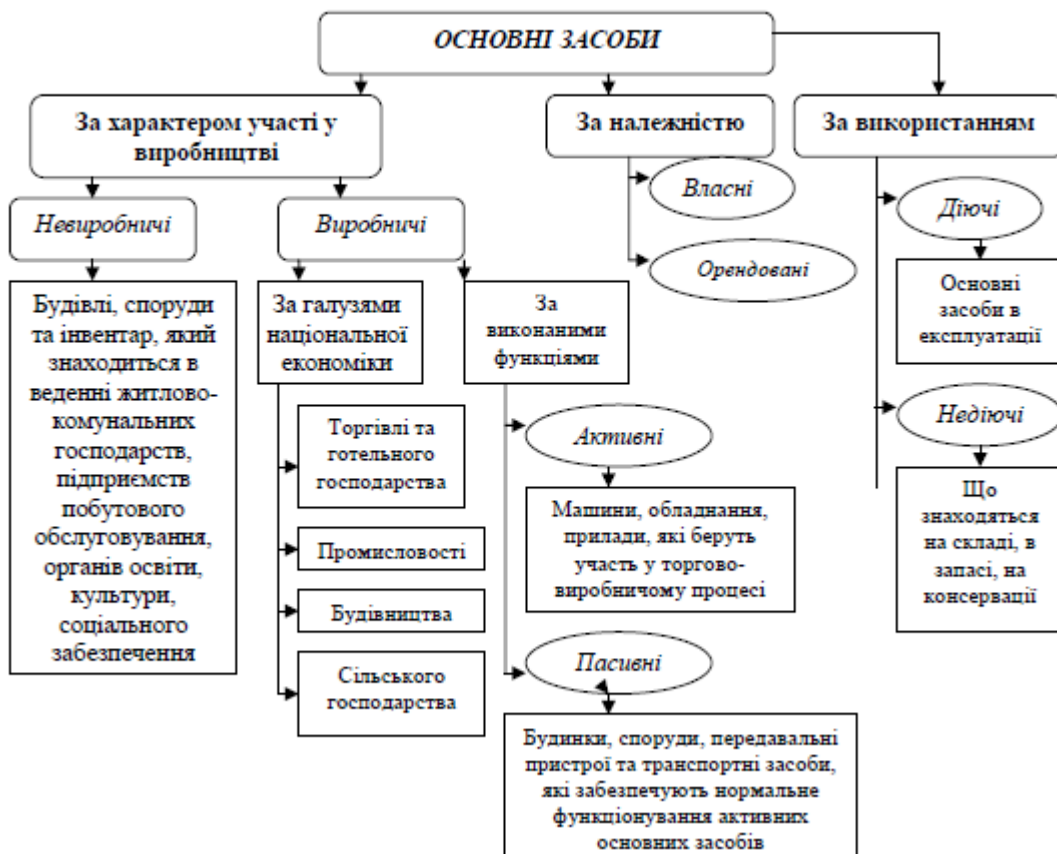 ОСНОВНІ ЗАСОБИ
За характером участі у
виробництві
За належністю
За використанням
Невиробничі
Виробничі
Власні
Орендовані
Діючі
Основні
засоби в
експлуатації
Недіючі
Що
знаходяться
на складі, в
запасі, на
консервації
Будівлі, споруди
та інвентар, який
знаходиться в
веденні житлово-
комунальних
господарств,
підприємств
побутового
обслуговування,
органів освіти,
культури,
соціального
забезпечення
За галузями
національної
економіки
Торгівлі та
готельного
господарства
Промисловості
Будівництва
Сільського
господарства
За
виконаними
функціями
Активні
Машини, обладнання,
прилади, які беруть
участь у торгово-
виробничому процесі
Пасивні
Будинки, споруди, передавальні
пристрої та транспортні засоби,
які забезпечують нормальне
функціонування активних
основних засобів